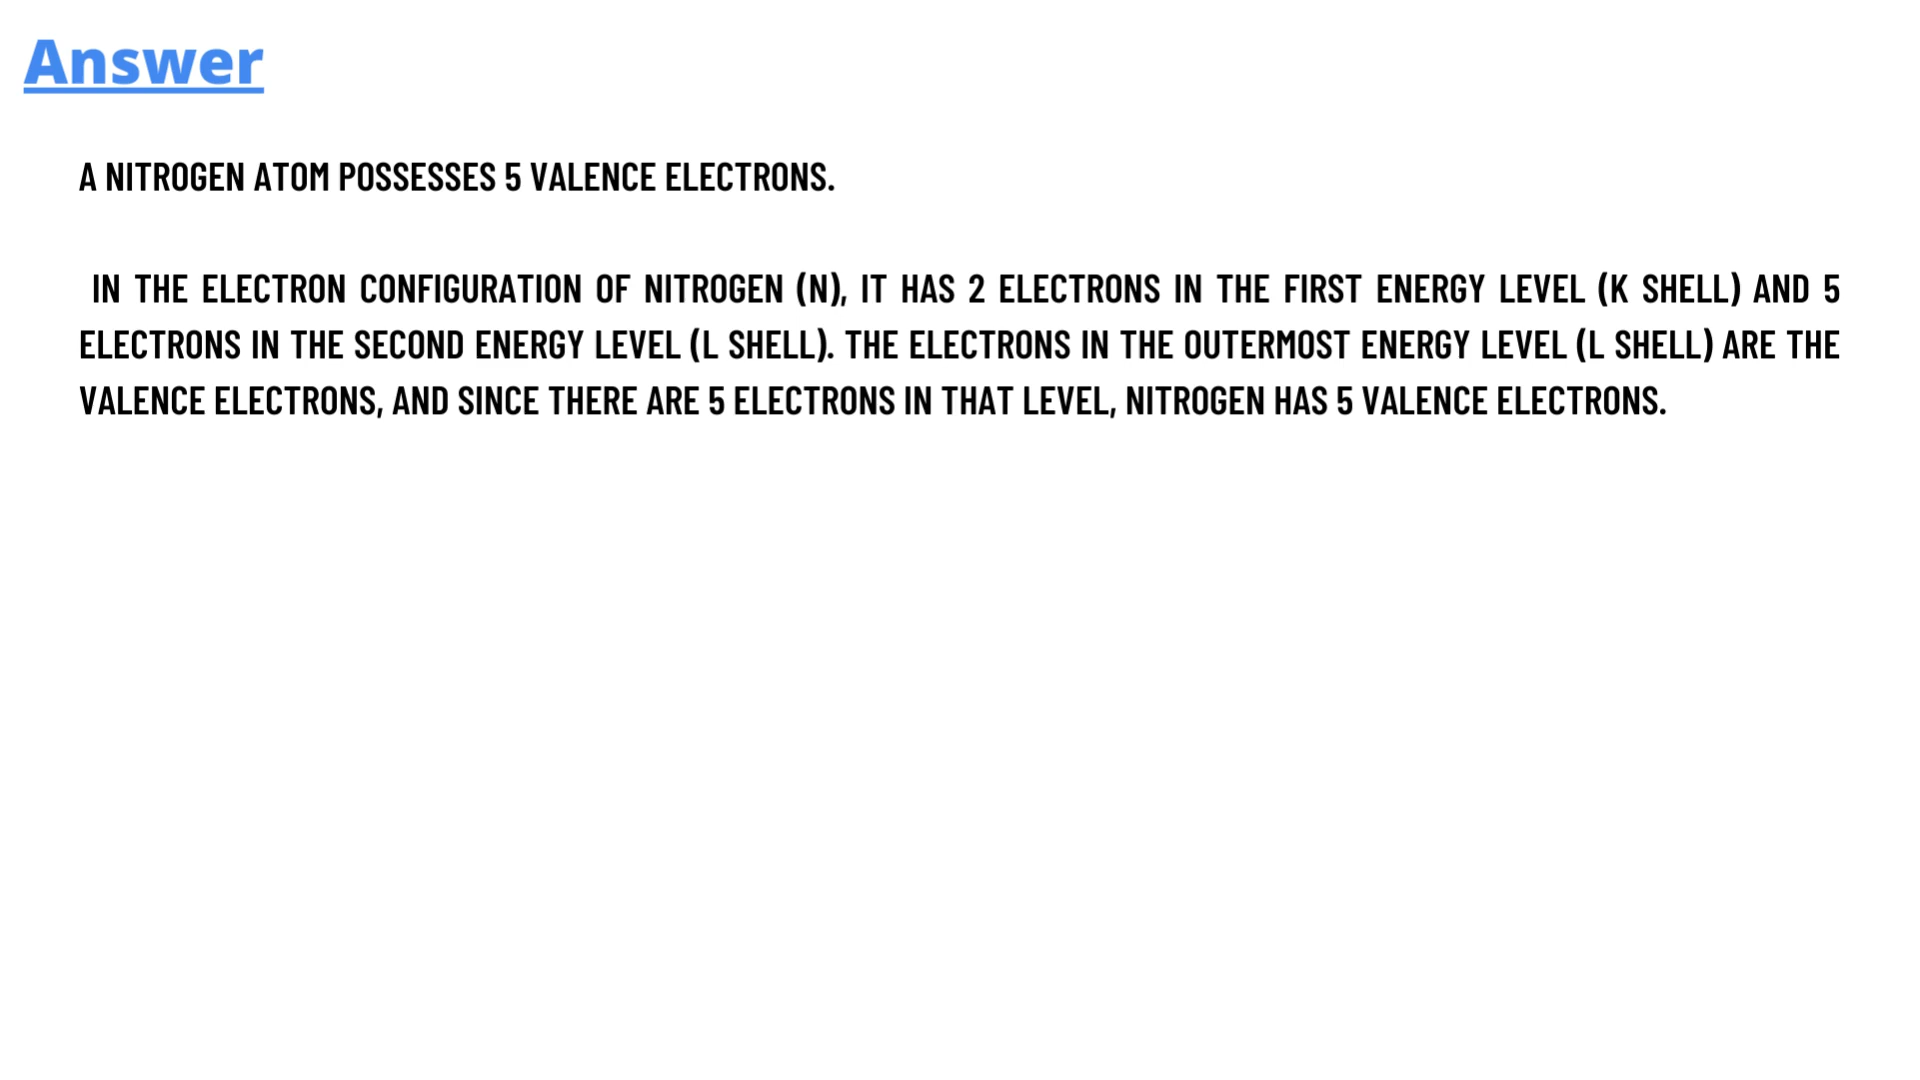 Answer
A NITROGEN ATOM POSSESSES 5 VALENCE ELECTRONS.
IN THE ELECTRON CONFIGURATION OF NITROGEN (N), IT HAS 2 ELECTRONS IN THE FIRST ENERGY LEVEL (K SHELL) AND 5
ELECTRONS IN THE SECOND ENERGY LEVEL (L SHELL). THE ELECTRONS IN THE OUTERMOST ENERGY LEVEL (L SHELL) ARE THE
VALENCE ELECTRONS, AND SINCE THERE ARE 5 ELECTRONS IN THAT LEVEL, NITROGEN HAS 5 VALENCE ELECTRONS.